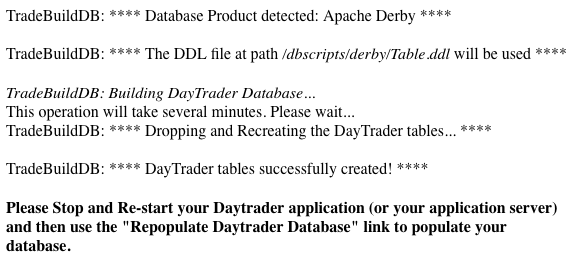 TradeBuildDB: **** Database Product detected: Apache Derby ****
TradeBuildDB: **** The DDL file at path /dbscripts/derby/Table.ddl will be used ****
TradeBuildDB: Building DayTrader Database...
This operation will take several minutes. Please wait...
TradeBuildDB: **** Dropping and Recreating the DayTrader tables... ****
TradeBuildDB: **** DayTrader tables successfully created! ****
Please Stop and Re-start your Daytrader application (or your application server)
and then use the "Repopulate Daytrader Database" link to populate your
database.